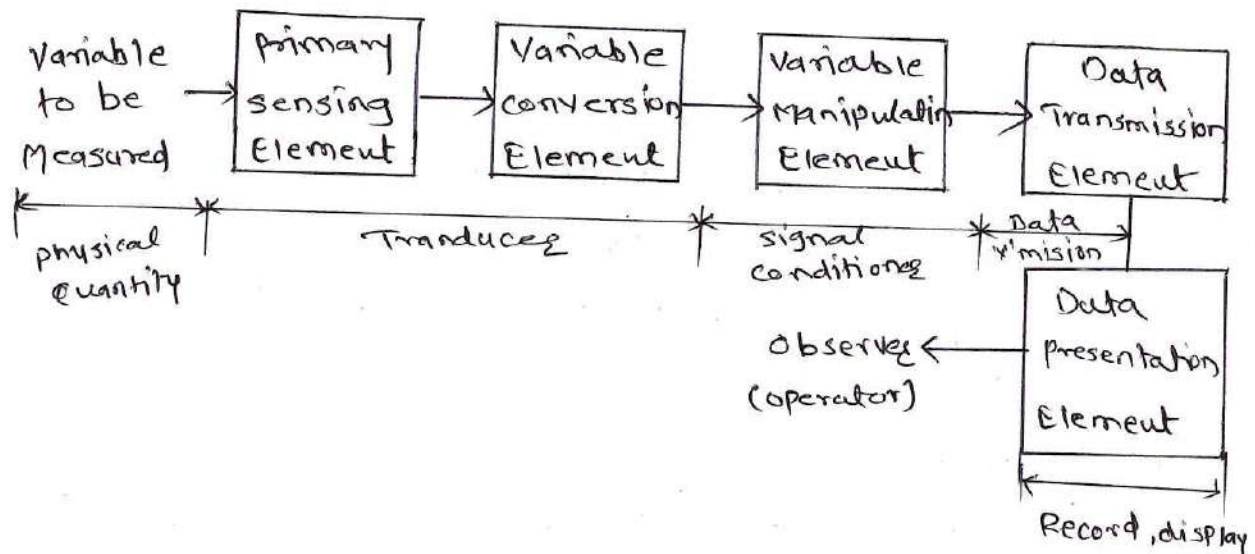 Variable
to be
Measured
Primary
sensing
Element
Variable
conversion
Element
Variable
Manipulatin
Element
Data
Transmission
Element
physical
quantity
Tranducer
signal
conditioner
Data
x'mision
Observer
(operator)
Data
presentation
Element
Record, display